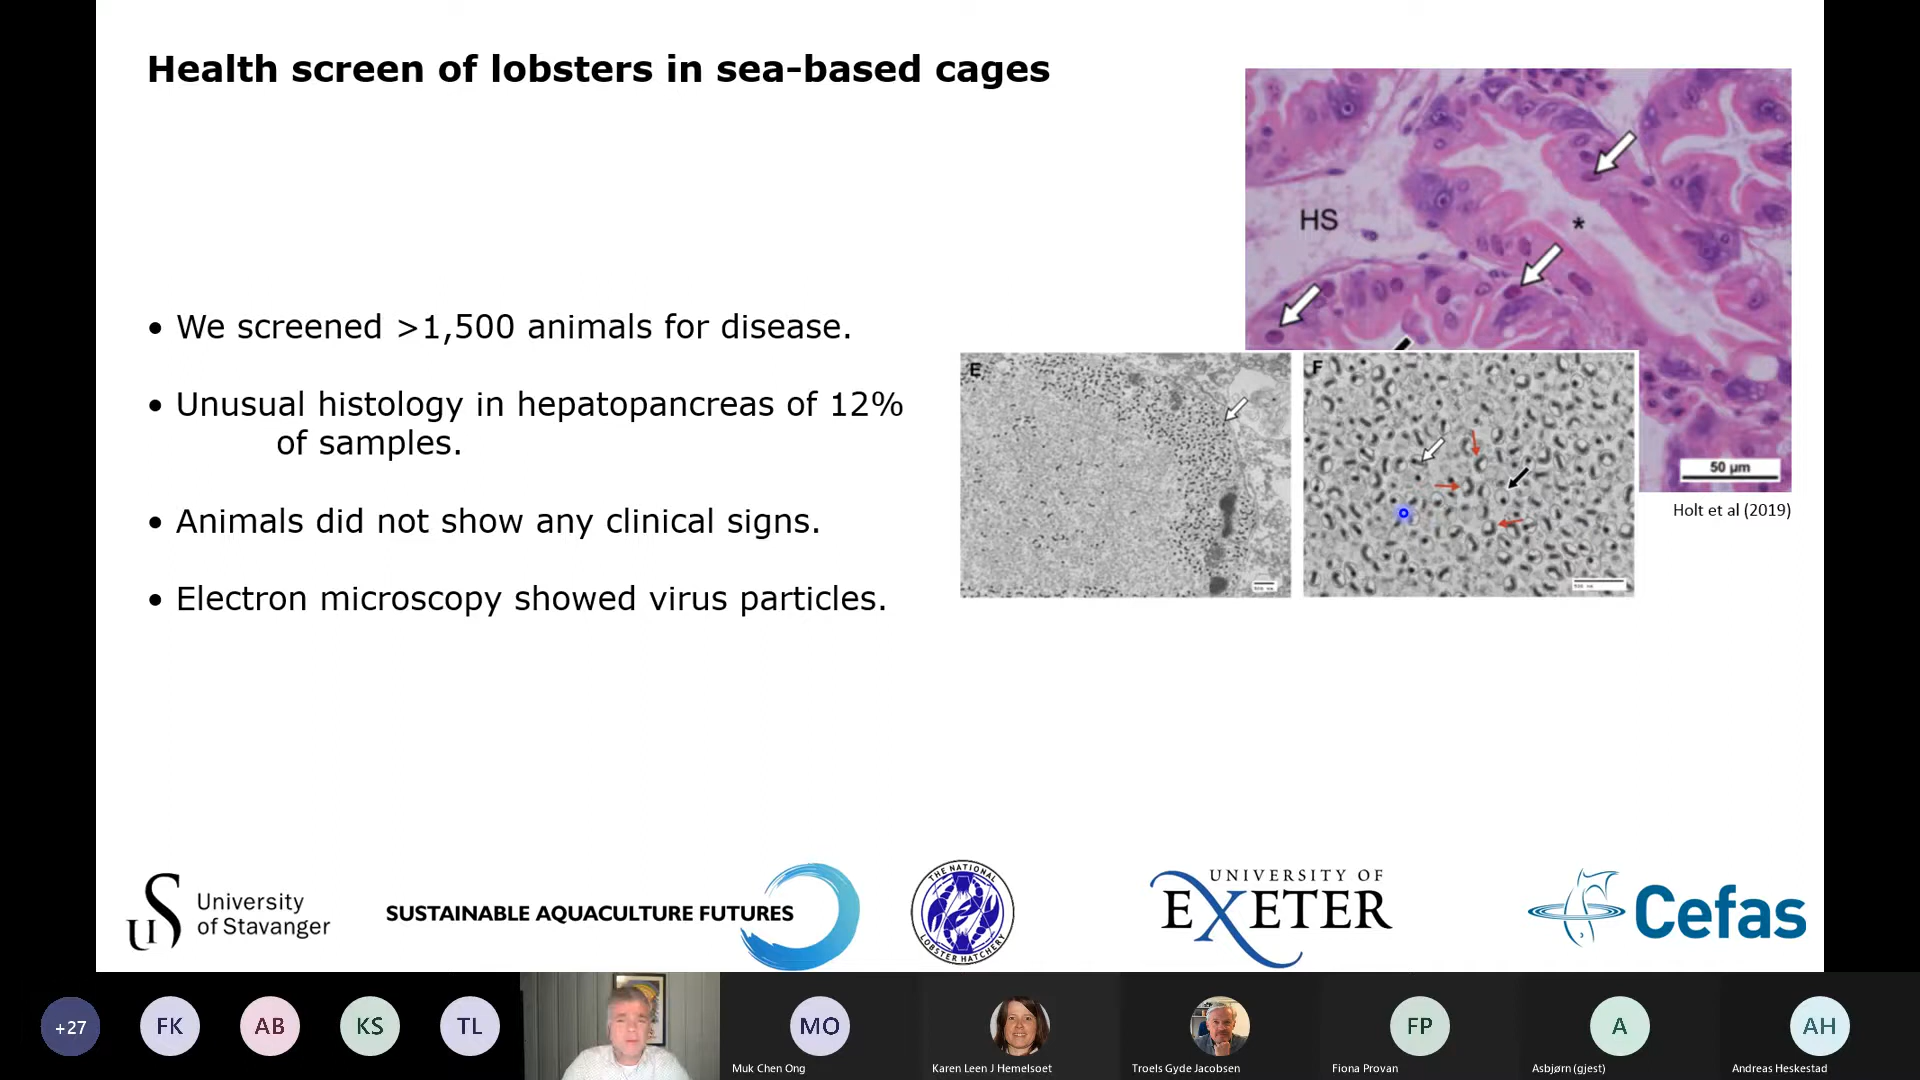 Health screen of lobsters in sea-based cages
HS
*
• We screened >1,500 animals for disease.
• Unusual histology in hepatopancreas of 12%
of samples.
• Animals did not show any clinical signs.
• Electron microscopy showed virus particles.
E
F
50 µm
Holt et al (2019)
University
of Stavanger
SUSTAINABLE AQUACULTURE FUTURES
THE NATIONAL
LOBSTER HATCHERY
UNIVERSITY OF
EXETER
Cefas
+27
FK
AB
KS
TL
MO
FP
A
AH
Muk Chen Ong
Karen Leen J Hemelsoet
Troels Gyde Jacobsen
Fiona Provan
Asbjørn (gjest)
Andreas Heskestad